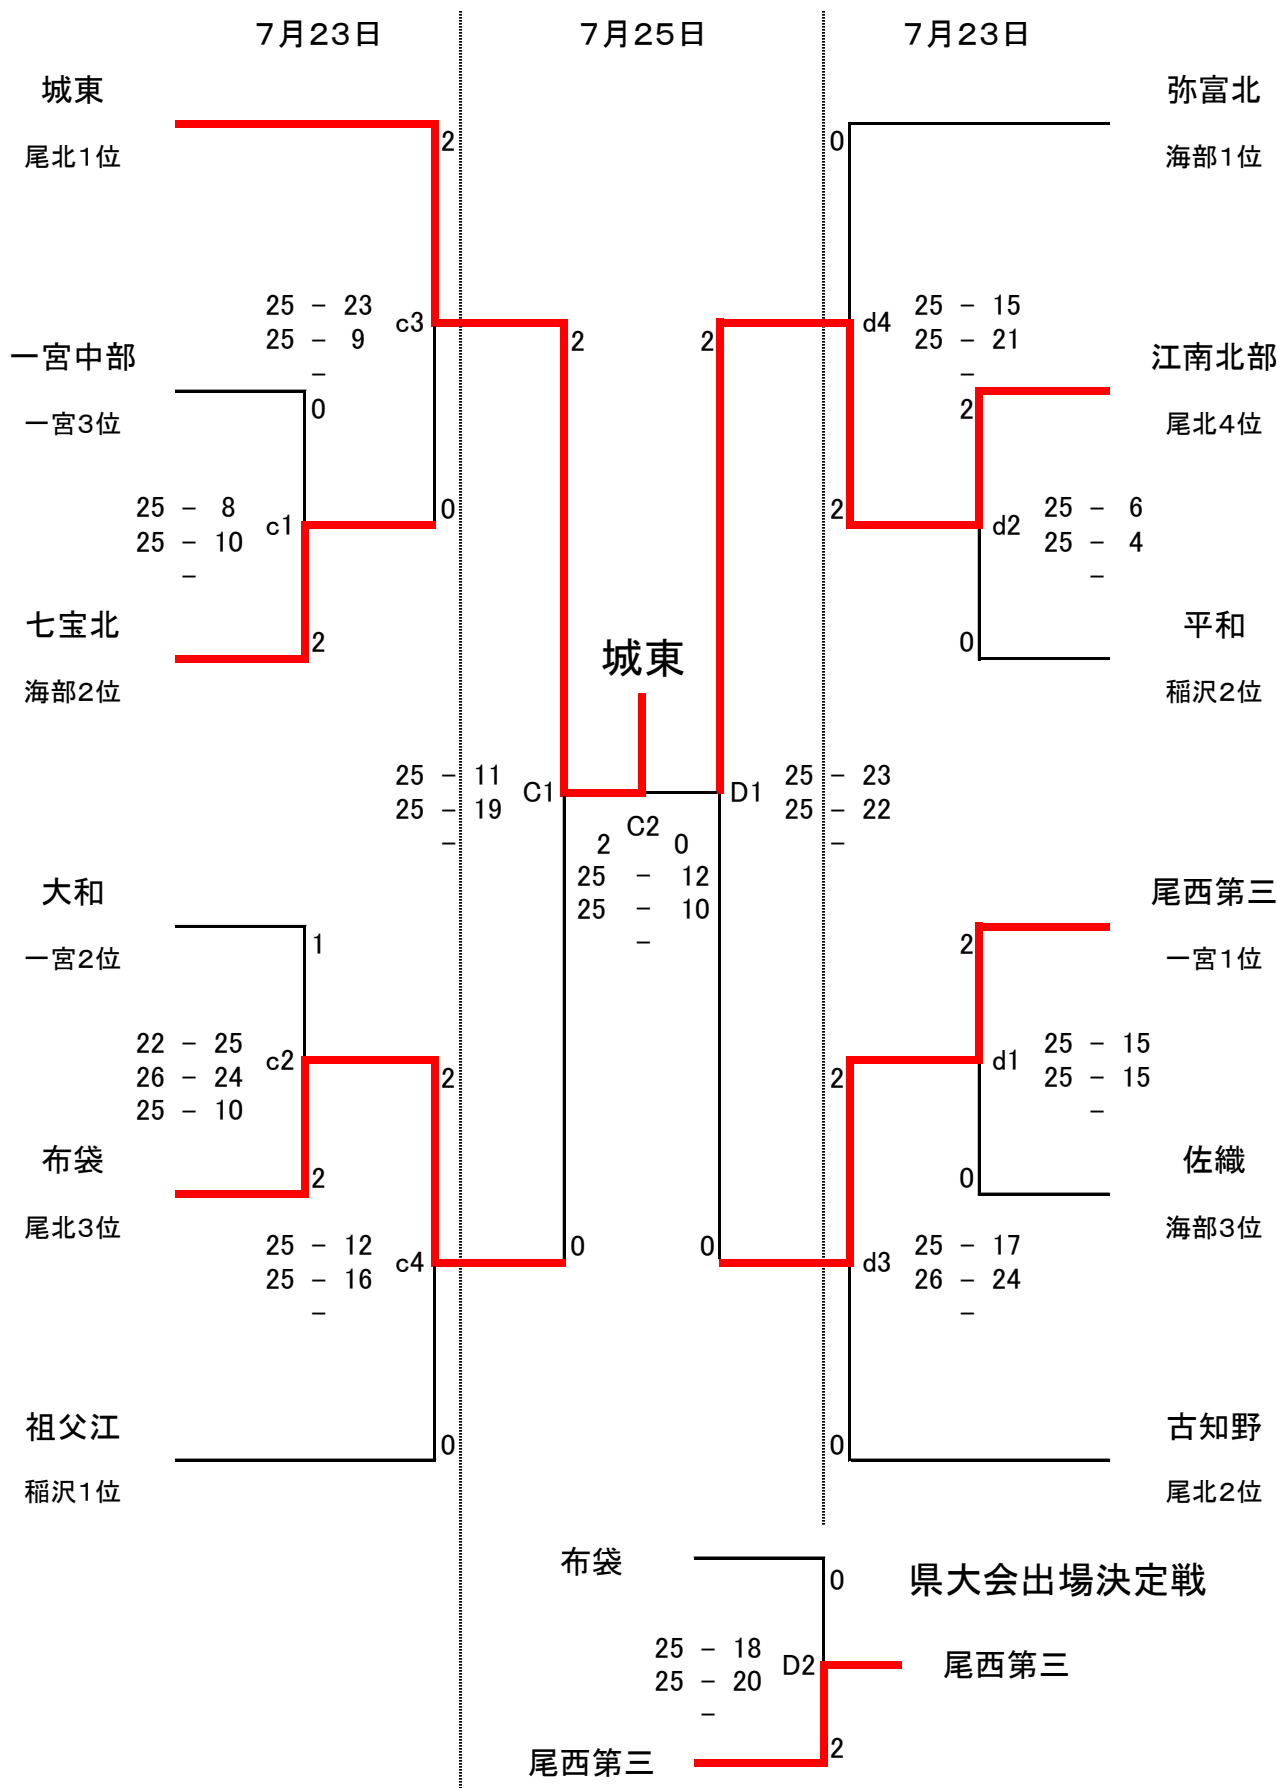 7月23日 7月25日 7月23日
城東 弥富北
2 0
尾北1位 海部1位
25 - 23 25 - 15
c3 d4
25 - 9 25 - 21
2 2
一宮中部 江南北部
- -
0 2
一宮3位 尾北4位
25 - 8 0 2 25 - 6
c1 d2
25 - 10 25 - 4
- -
七宝北 平和
2 0
城東
海部2位 稲沢2位
25 - 11 25 - 23
C1 D1
25 - 19 25 - 22
C2
- 2 0 -
25 - 12
大和 尾西第三
25 - 10
1 2
-
一宮2位 一宮1位
22 - 25 25 - 15
c2 d1
26 - 24 2 2 25 - 15
25 - 10 -
布袋 佐織
2 0
尾北3位 海部3位
25 - 12 0 0 25 - 17
c4 d3
25 - 16 26 - 24
- -
祖父江 古知野
0 0
稲沢1位 尾北2位
布袋
0 県大会出場決定戦
25 - 18
D2 尾西第三
25 - 20
-
2
尾西第三